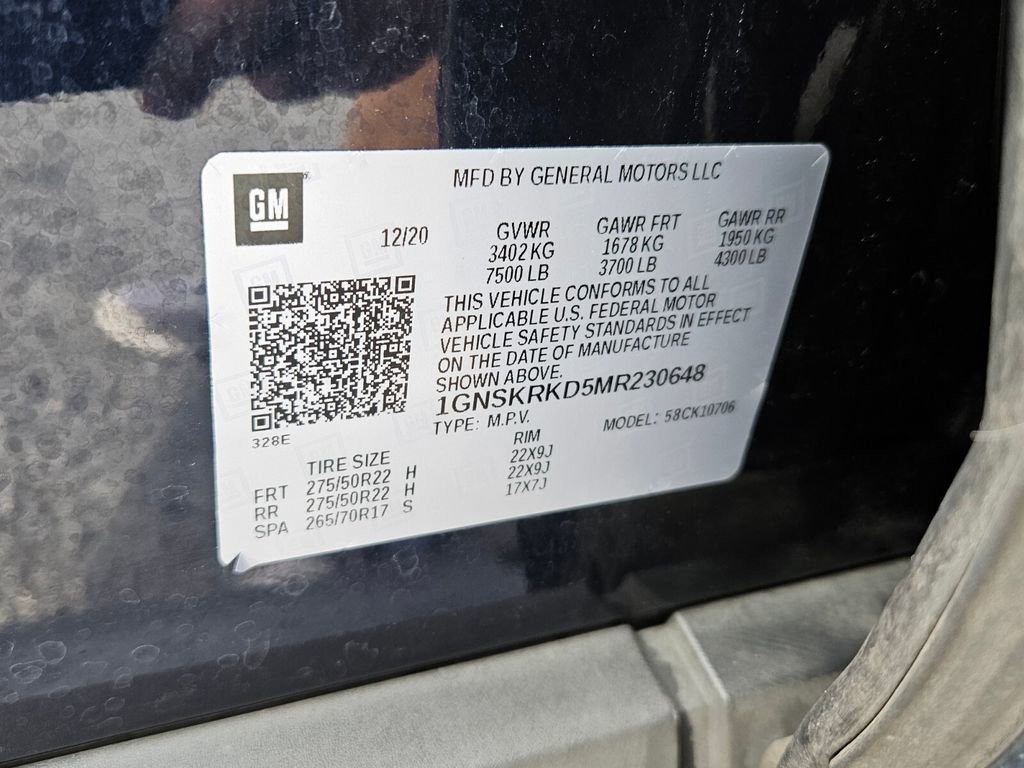 GM
MFD BY GENERAL MOTORS LLC
12/20
GVWR GAWR FRT GAWR RR
3402 KG 1678 KG 1950 KG
7500 LB 3700 LB 4300 LB
THIS VEHICLE CONFORMS TO ALL
APPLICABLE U.S. FEDERAL MOTOR
VEHICLE SAFETY STANDARDS IN EFFECT
ON THE DATE OF MANUFACTURE
SHOWN ABOVE.
1GNSKRKD5MR230648
TYPE: M.P.V. MODEL: 58CK10706
328E
TIRE SIZE RIM
FRT 275/50R22 H 22X9J
RR 275/50R22 H 22X9J
SPA 265/70R17 S 17X7J